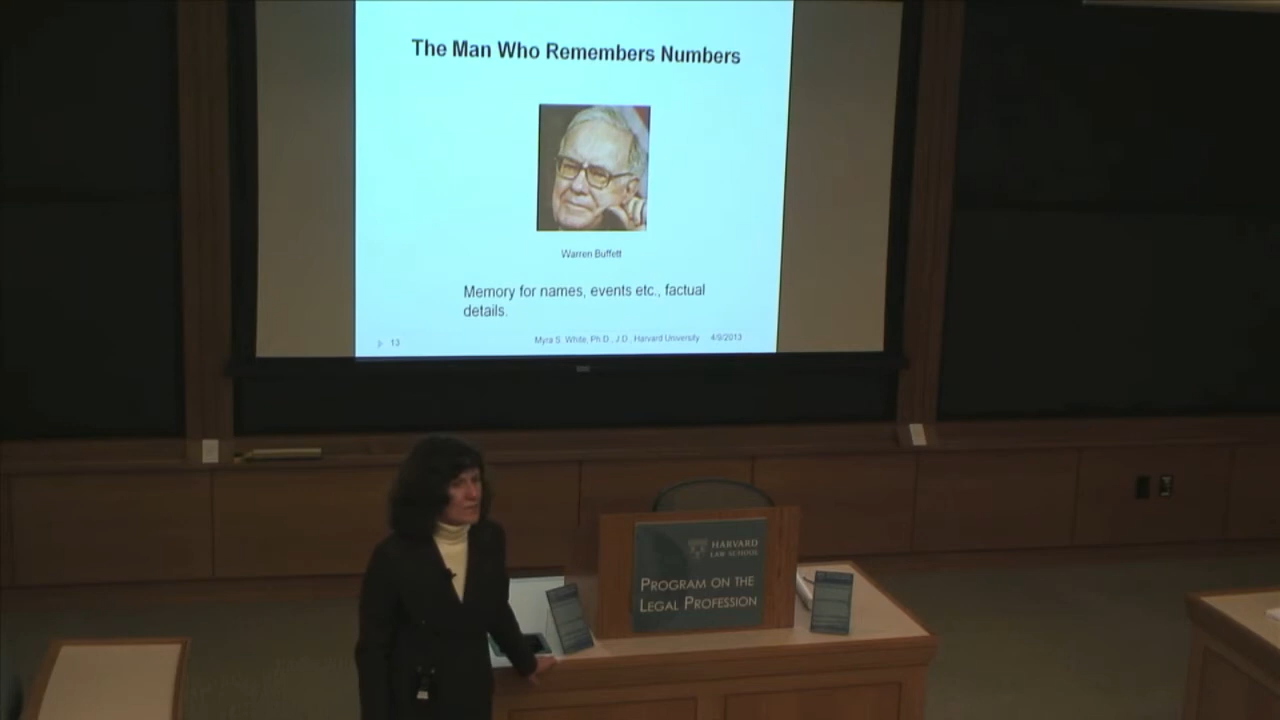 The Man Who Remembers Numbers
Warren Buffett
Memory for names, events etc., factual
details.
13
Myra S. White, Ph.D., J.D., Harvard University 4/9/2013
HARVARD
LAW SCHOOL
PROGRAM ON THE
LEGAL PROFESSION